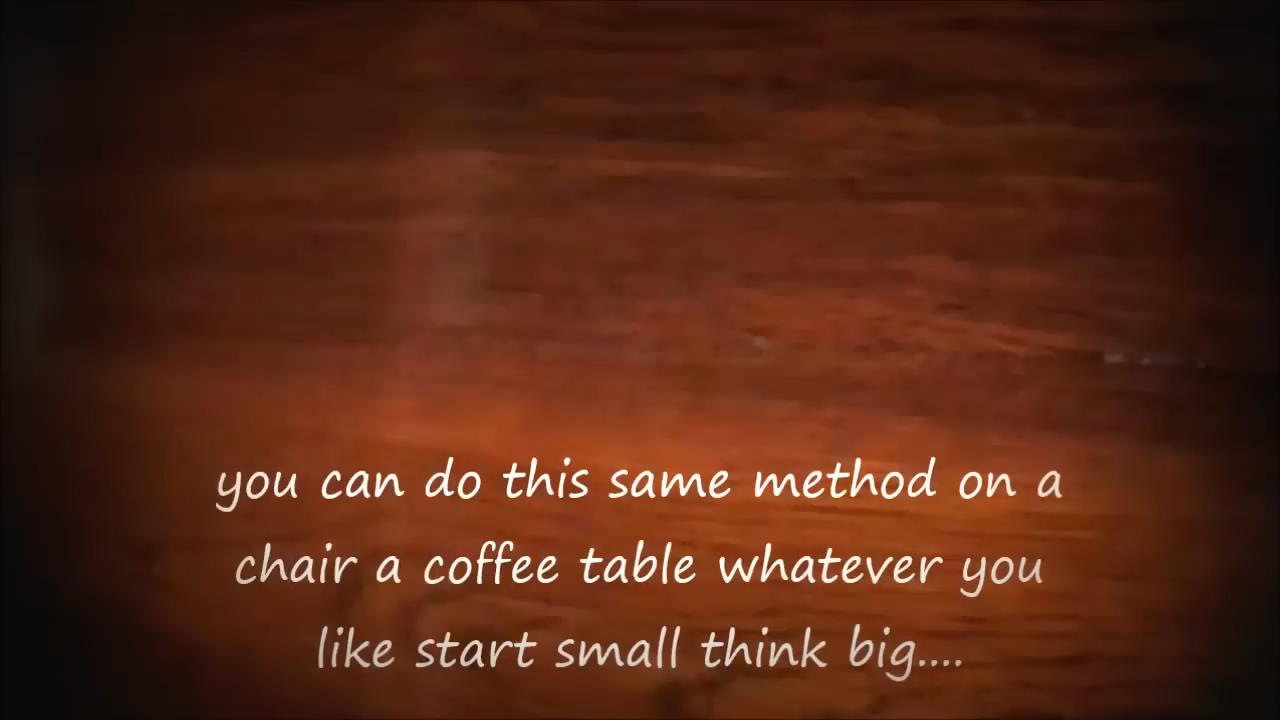 you can do this same method on a
chair a coffee table whatever you
like start small think big....